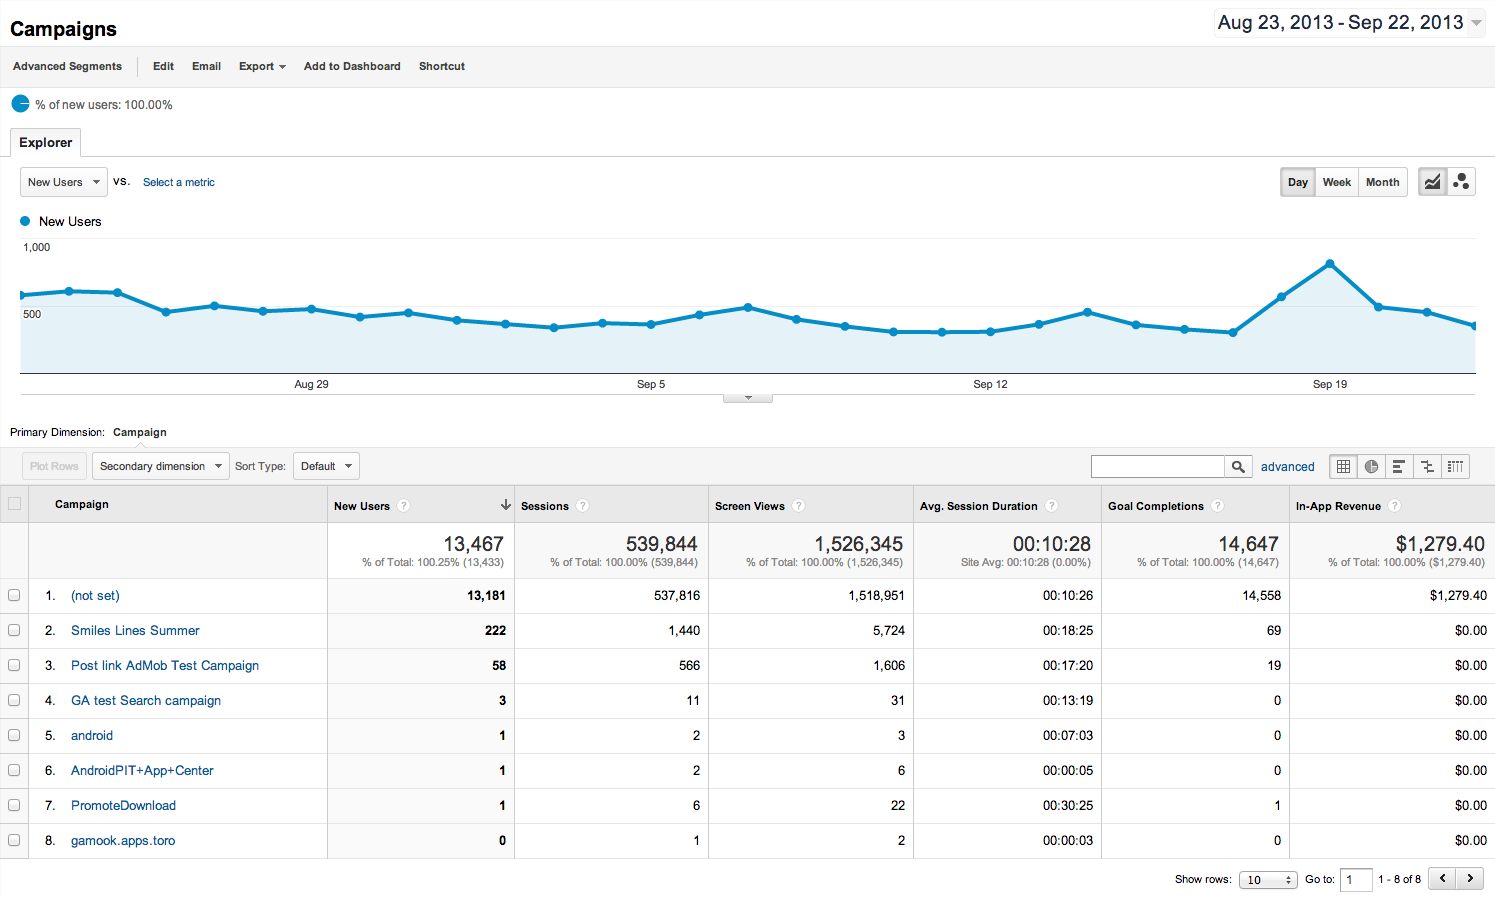 Campaigns
Aug 23, 2013 - Sep 22, 2013
Advanced Segments Edit Email Export Add to Dashboard Shortcut
% of new users: 100.00%
Explorer
New Users vs. Select a metric Day Week Month
New Users
1,000
500
Aug 29 Sep 5 Sep 12 Sep 19
Primary Dimension: Campaign
Plot Rows Secondary dimension Sort Type: Default advanced
Campaign New Users ? Sessions ? Screen Views ? Avg. Session Duration ? Goal Completions ? In-App Revenue ?
13,467 539,844 1,526,345 00:10:28 14,647 $1,279.40
% of Total: 100.25% (13,433) % of Total: 100.00% (539,844) % of Total: 100.00% (1,526,345) Site Avg: 00:10:28 (0.00%) % of Total: 100.00% (14,647) % of Total: 100.00% ($1,279.40)
1. (not set) 13,181 537,816 1,518,951 00:10:26 14,558 $1,279.40
2. Smiles Lines Summer 222 1,440 5,724 00:18:25 69 $0.00
3. Post link AdMob Test Campaign 58 566 1,606 00:17:20 19 $0.00
4. GA test Search campaign 3 11 31 00:13:19 0 $0.00
5. android 1 2 3 00:07:03 0 $0.00
6. AndroidPIT+App+Center 1 2 6 00:00:05 0 $0.00
7. PromoteDownload 1 6 22 00:30:25 1 $0.00
8. gamook.apps.toro 0 1 2 00:00:03 0 $0.00
Show rows: 10 Go to: 1 1 - 8 of 8